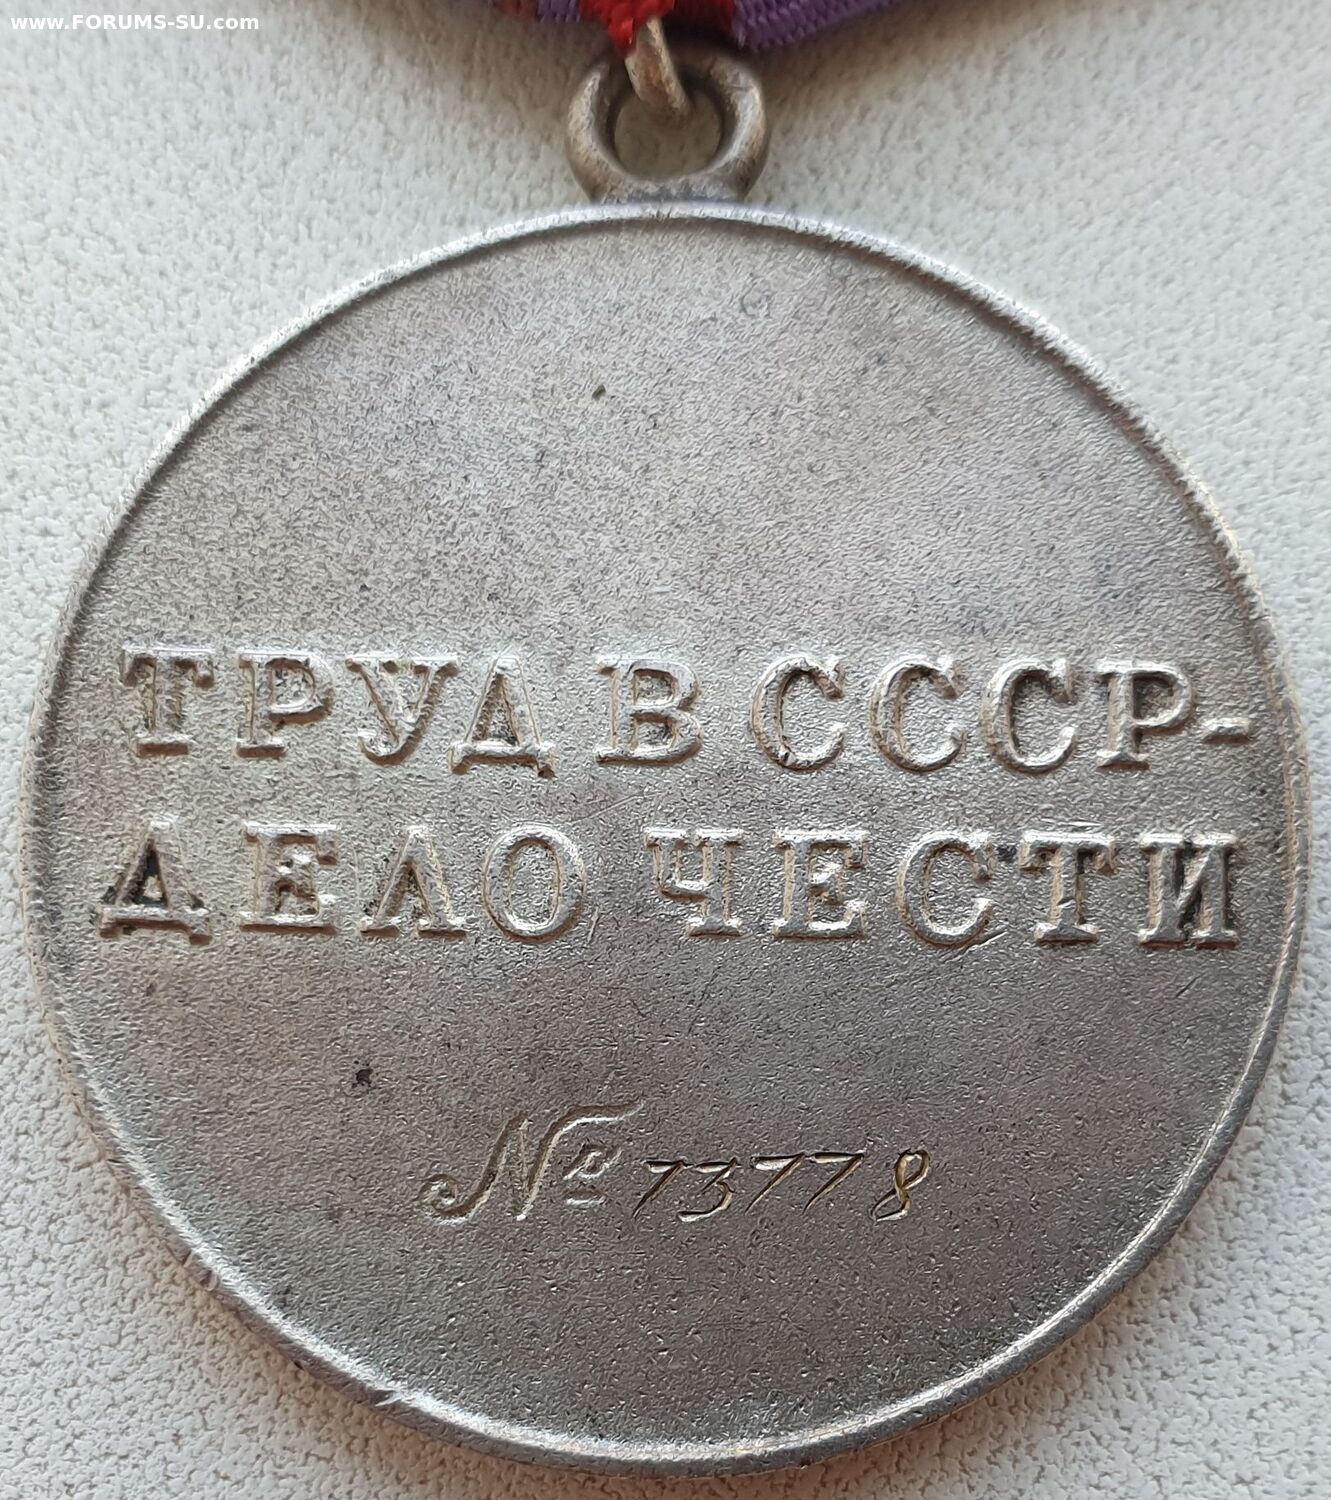 www.FORUMS-SU.com
ТРУД В СССР-
ДЕЛО ЧЕСТИ
№ 73778